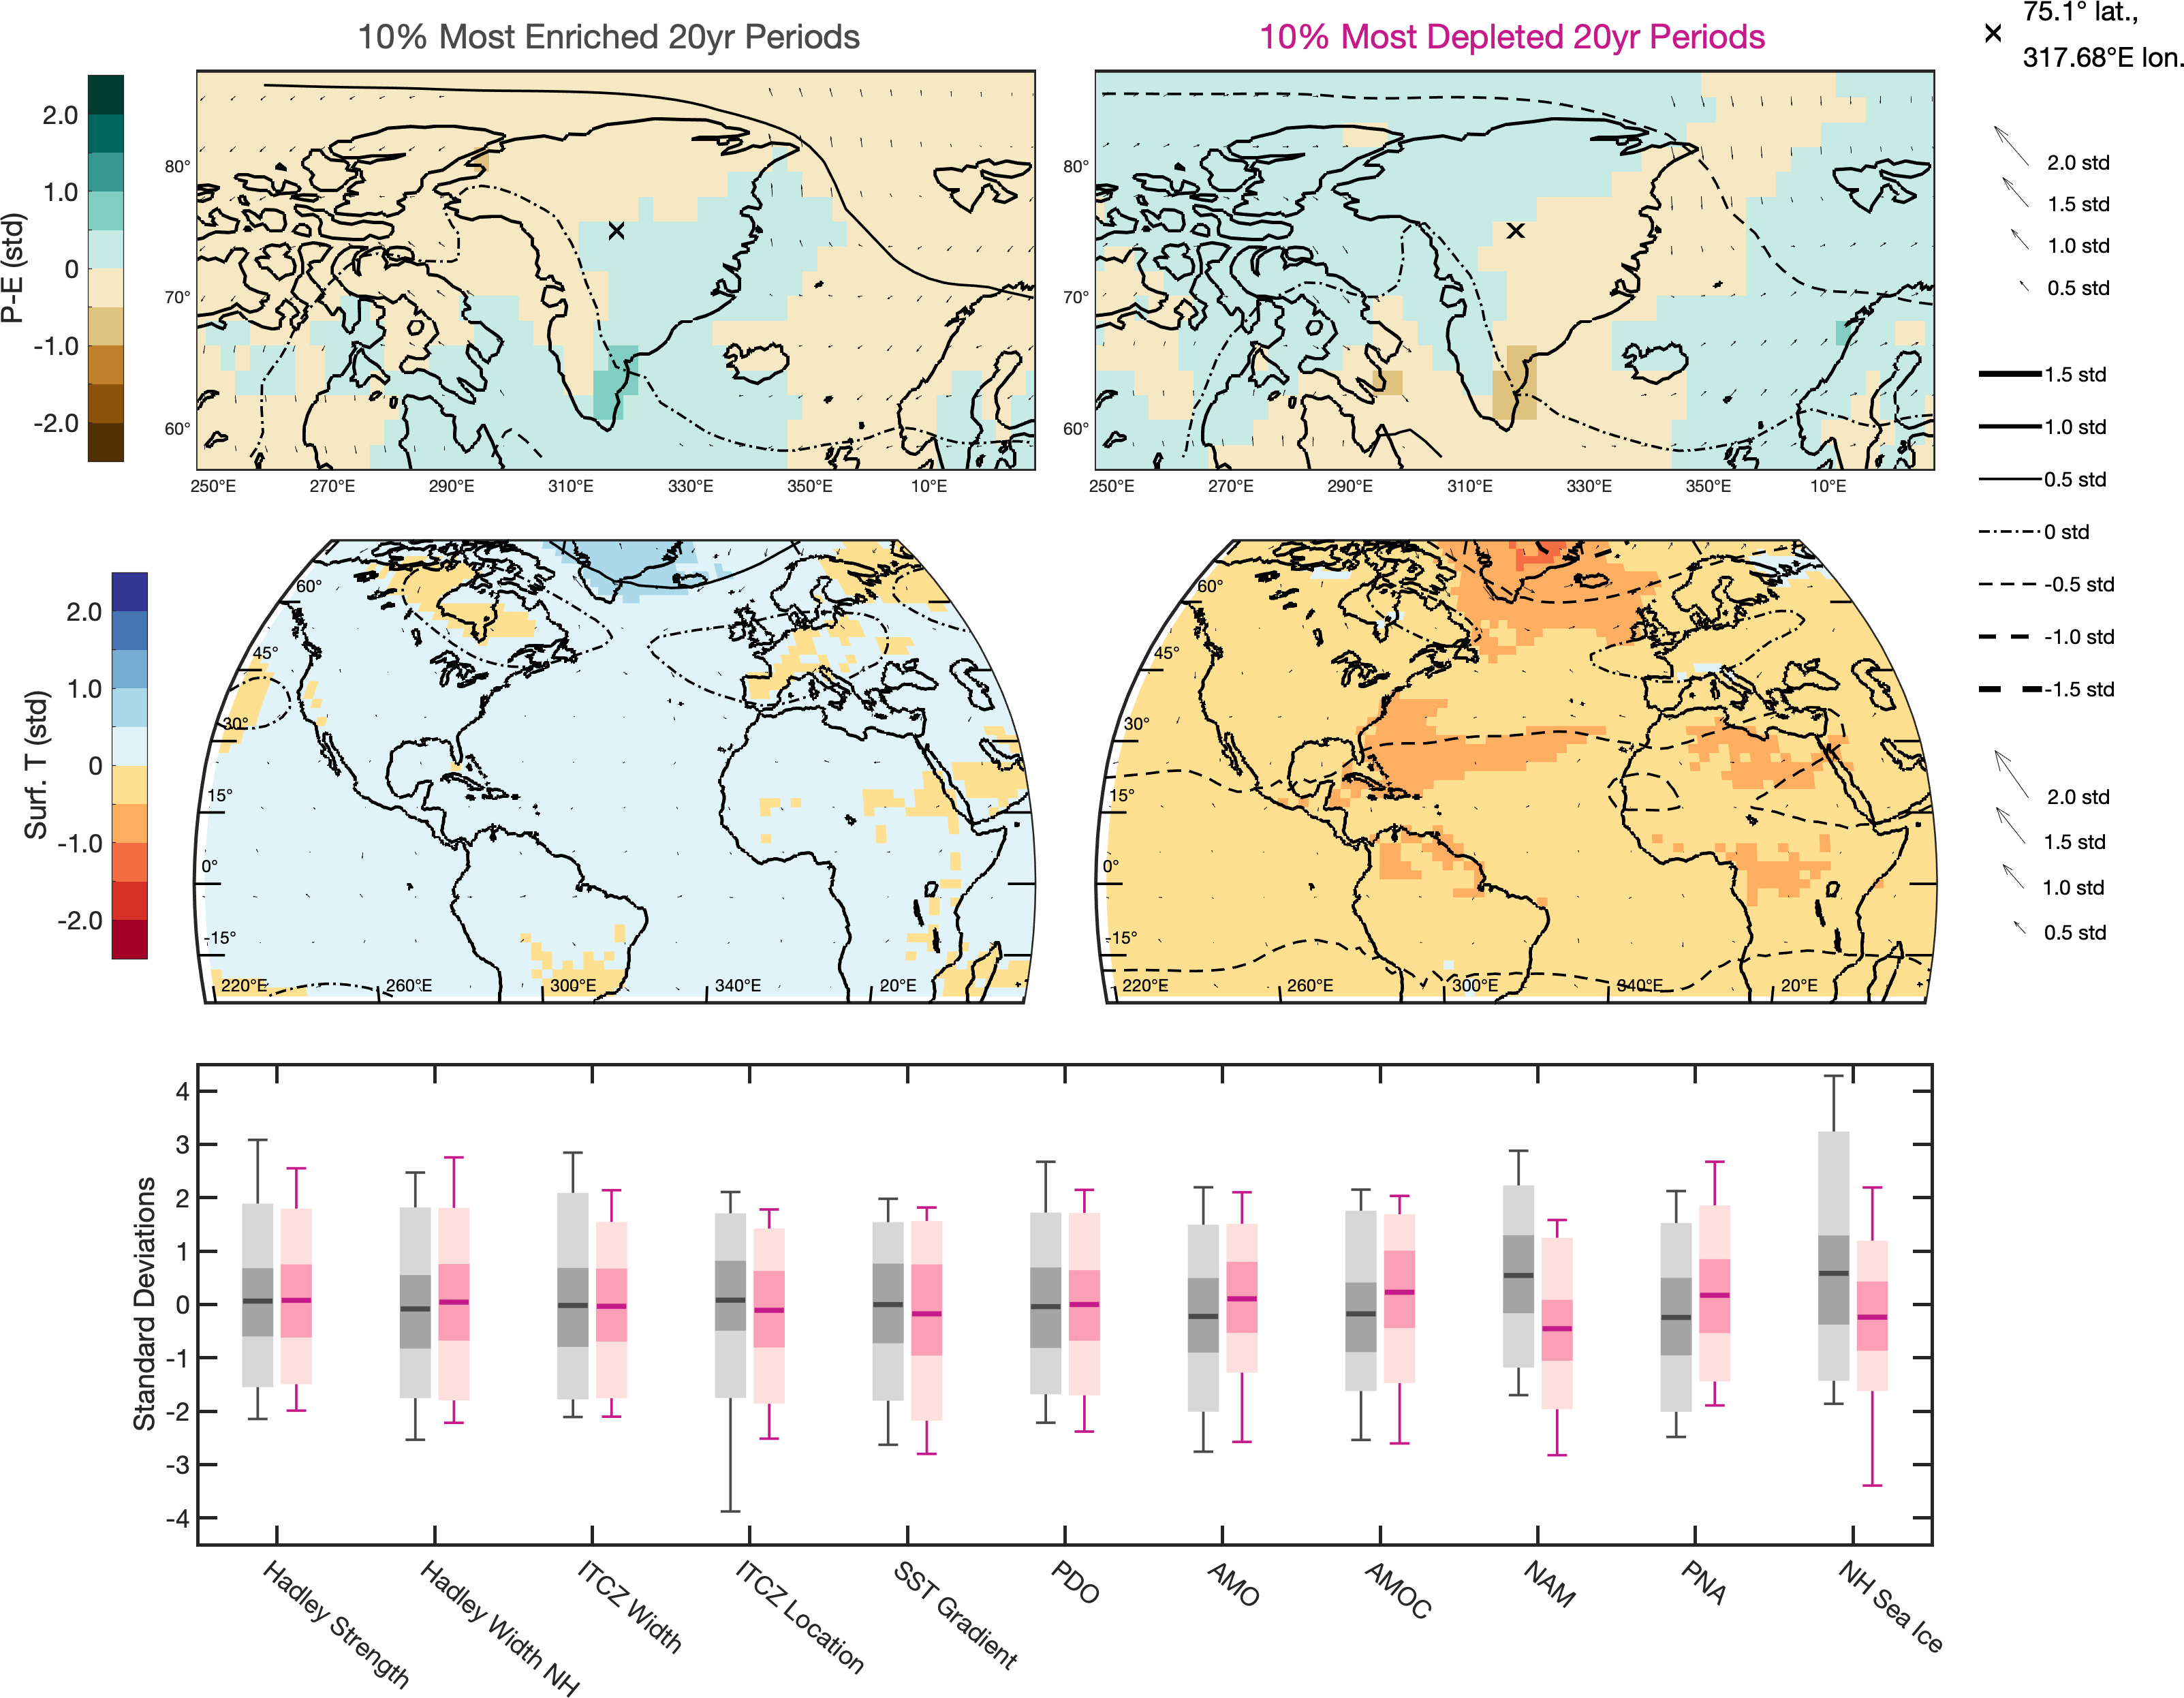 10% Most Enriched 20yr Periods
10% Most Depleted 20yr Periods
75.1° lat.,
317.68°E lon.
P-E (std)
2.0
1.0
0
-1.0
-2.0
80°
70°
60°
250°E 270°E 290°E 310°E 330°E 350°E 10°E
80°
70°
60°
250°E 270°E 290°E 310°E 330°E 350°E 10°E
2.0 std
1.5 std
1.0 std
0.5 std
1.5 std
1.0 std
0.5 std
0 std
-0.5 std
-1.0 std
-1.5 std
Surf. T (std)
2.0
1.0
0
-1.0
-2.0
60°
45°
30°
15°
0°
-15°
220°E 260°E 300°E 340°E 20°E
60°
45°
30°
15°
0°
-15°
220°E 260°E 300°E 340°E 20°E
2.0 std
1.5 std
1.0 std
0.5 std
Standard Deviations
4
3
2
1
0
-1
-2
-3
-4
Hadley Strength
Hadley Width NH
ITCZ Width
ITCZ Location
SST Gradient
PDO
AMO
AMOC
NAM
PNA
NH Sea Ice